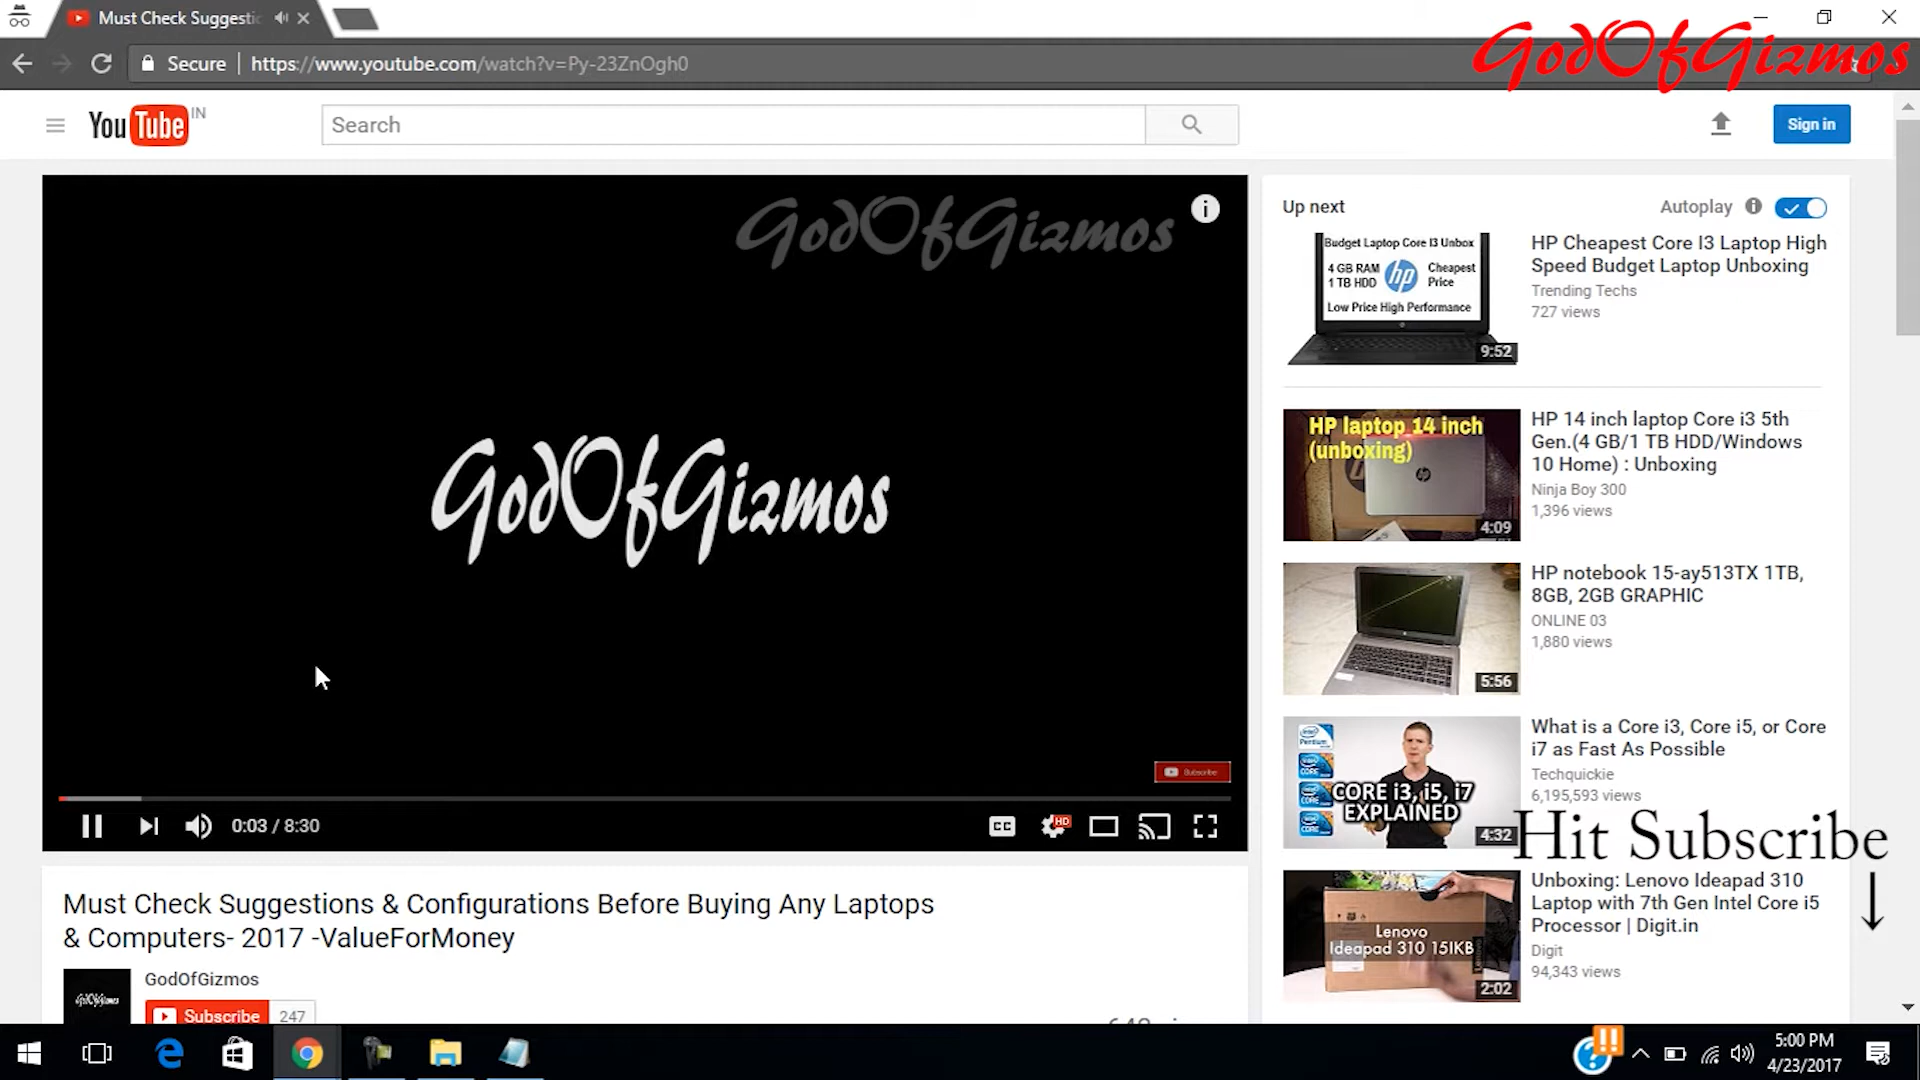 Must Check Suggestio
GodOfGizmos
Secure
https://www.youtube.com/watch?v=Py-23ZnOgh0
YouTube IN
Search
Sign in
GodOfGizmos
GodOfGizmos
Subscribe
0:03 / 8:30
CC
HD
Must Check Suggestions & Configurations Before Buying Any Laptops
& Computers- 2017 -ValueForMoney
GodOfGizmos
GodOfGizmos
Subscribe 247
Up next
Autoplay
Budget Laptop Core I3 Unbox
4 GB RAM
1 TB HDD
hp
Cheapest
Price
Low Price High Performance
9:52
HP Cheapest Core I3 Laptop High
Speed Budget Laptop Unboxing
Trending Techs
727 views
HP laptop 14 inch
(unboxing)
4:09
HP 14 inch laptop Core i3 5th
Gen.(4 GB/1 TB HDD/Windows
10 Home) : Unboxing
Ninja Boy 300
1,396 views
5:56
HP notebook 15-ay513TX 1TB,
8GB, 2GB GRAPHIC
ONLINE 03
1,880 views
CORE i3, i5, i7
EXPLAINED
4:32
What is a Core i3, Core i5, or Core
i7 as Fast As Possible
Techquickie
6,195,593 views
Hit Subscribe
Lenovo
Ideapad 310 15IKB
2:02
Unboxing: Lenovo Ideapad 310
Laptop with 7th Gen Intel Core i5
Processor | Digit.in
Digit
94,343 views
5:00 PM
4/23/2017